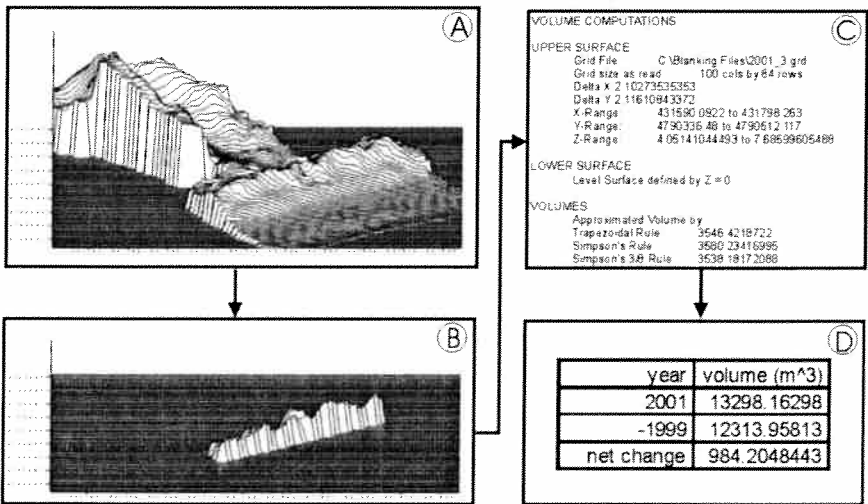 A
B
VOLUME COMPUTATIONS
C
UPPER SURFACE
Grid File C:\Blanking Files\2001_3.grd
Grid size as read 100 cols by 84 rows
Delta X 2.10273535353
Delta Y 2.11610843372
X-Range 431590.0922 to 431798.263
Y-Range: 4790336.48 to 4790512.117
Z-Range 4.05141044493 to 7.68599605488
LOWER SURFACE
Level Surface defined by Z = 0
VOLUMES
Approximated Volume by
Trapezoidal Rule 3546.4218722
Simpson's Rule 3580.23416995
Simpson's 3/8 Rule 3538.18172088
D
year volume (m^3)
2001 13298.16298
-1999 12313.95813
net change 984.2048443